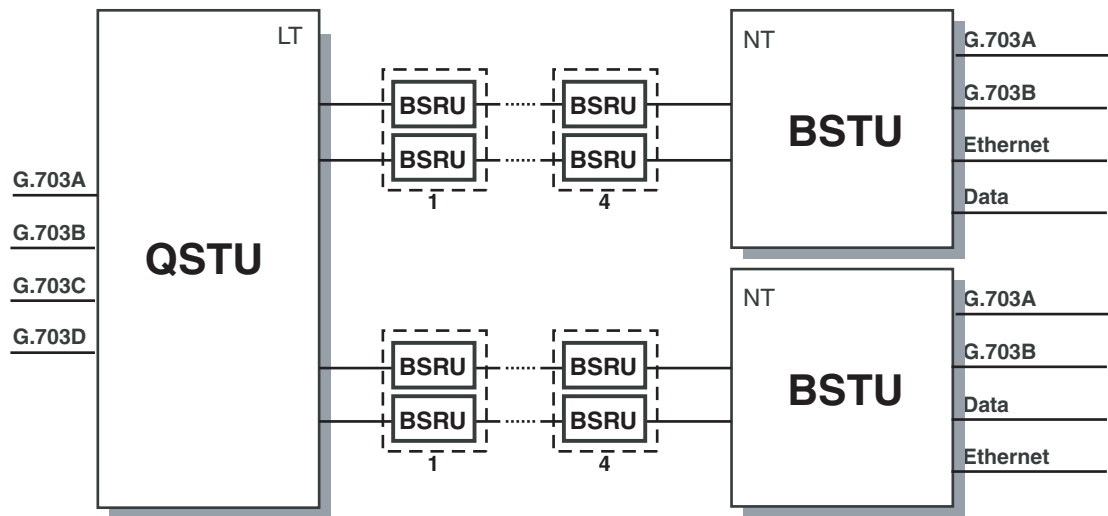 LT
G.703A
G.703B
G.703C
G.703D
QSTU
BSRU
BSRU
BSRU
BSRU
1
4
NT
BSTU
G.703A
G.703B
Ethernet
Data
BSRU
BSRU
BSRU
BSRU
1
4
NT
BSTU
G.703A
G.703B
Data
Ethernet